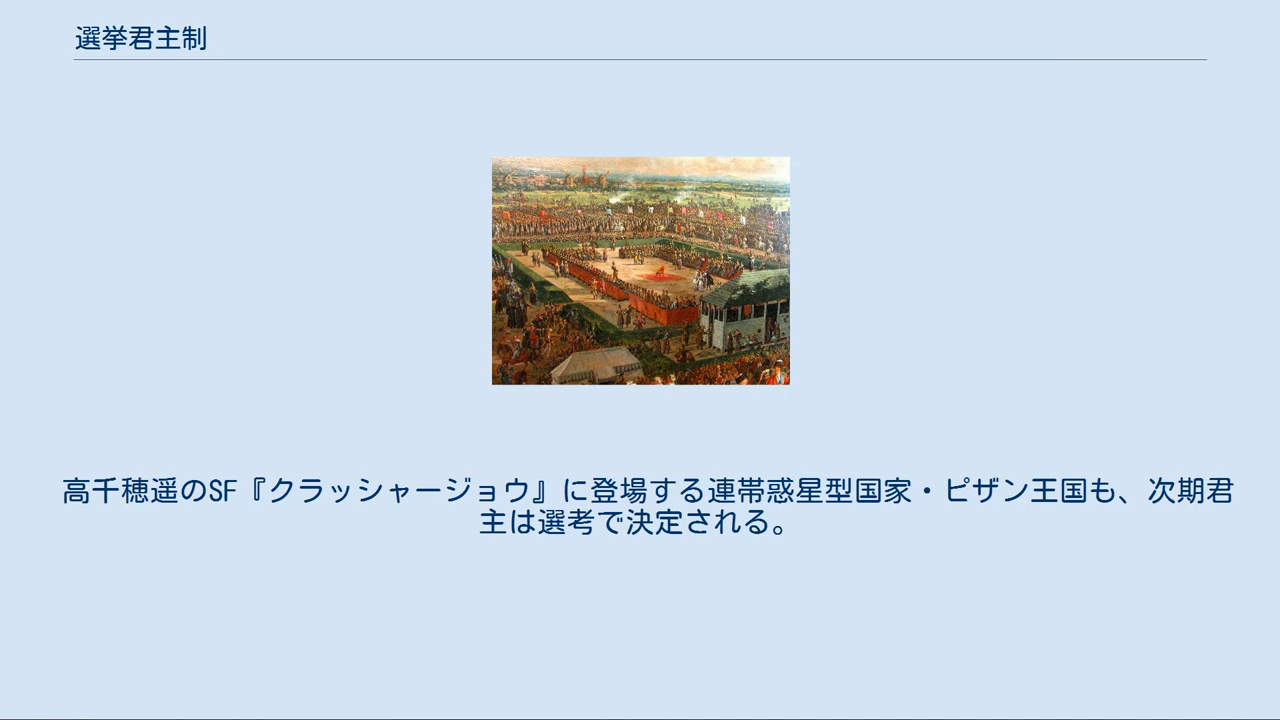 選挙君主制
高千穂遥のSF『クラッシャージョウ』に登場する連帯惑星型国家・ピザン王国も、次期君
主は選考で決定される。